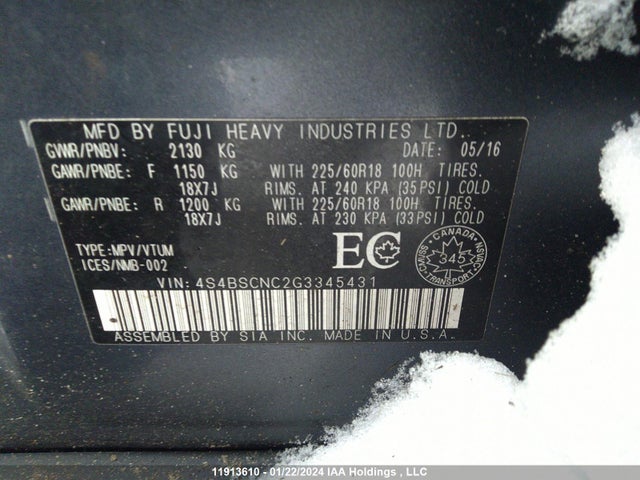 MFD BY FUJI HEAVY INDUSTRIES LTD.
GVWR/PNBV: 2130 KG DATE: 05/16
GAWR/PNBE: F 1150 KG WITH 225/60R18 100H TIRES.
18X7J RIMS. AT 240 KPA (35PSI) COLD
GAWR/PNBE: R 1200 KG WITH 225/60R18 100H TIRES.
18X7J RIMS. AT 230 KPA (33PSI) COLD
TYPE:MPV/VTUM
ICES/NMB-002
EC
CANADA
CMVSS 345 NSVAC
TRANSPORT
VIN: 4S4BSCNC2G3345431
ASSEMBLED BY SIA INC. MADE IN U.S.A.
11913610 - 01/22/2024 IAA Holdings , LLC